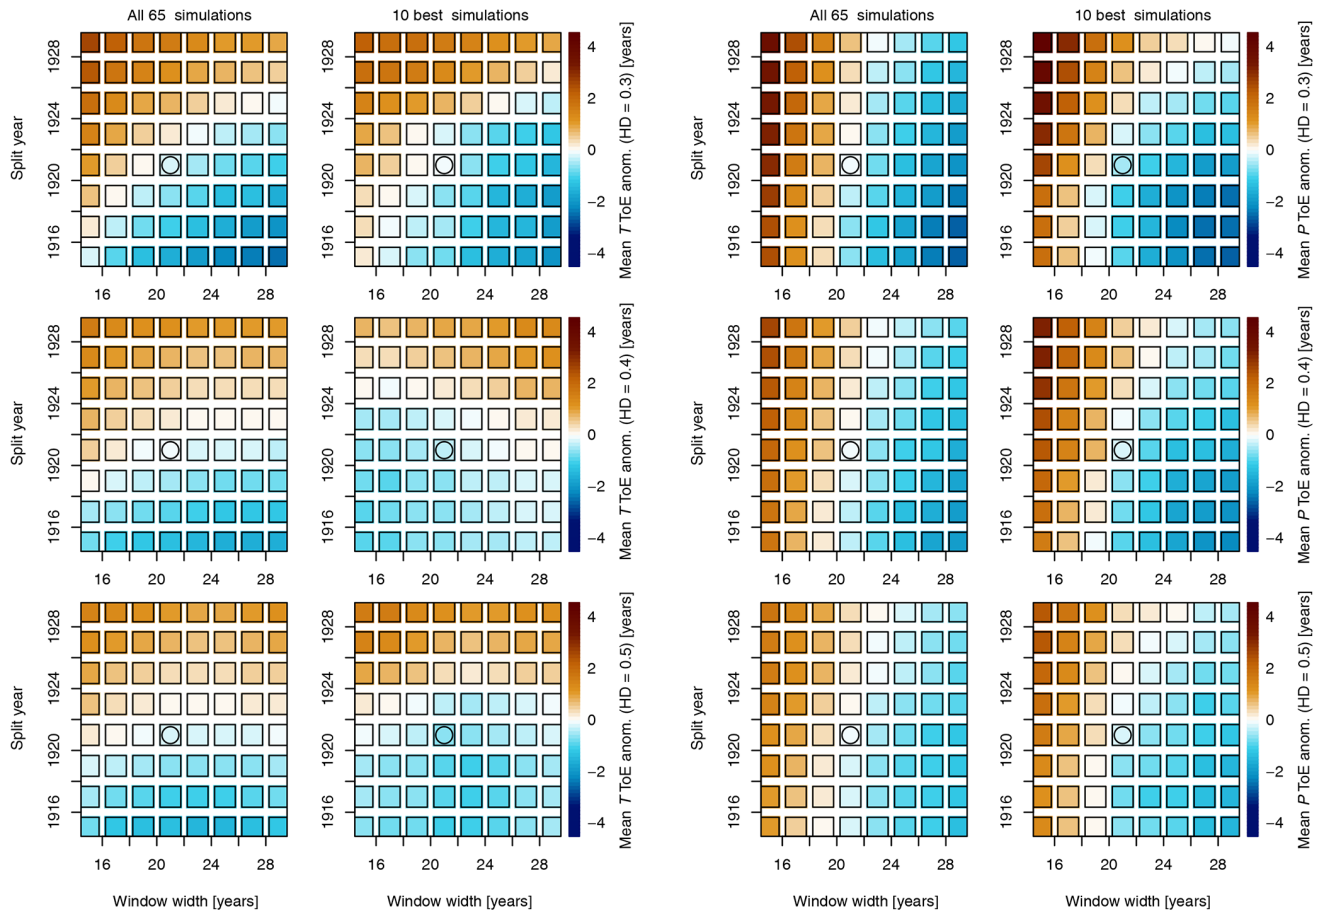 All 65 simulations
10 best simulations
All 65 simulations
10 best simulations
Split year
1916 1920 1924 1928
4
2
0
−2
−4
Mean T ToE anom. (HD = 0.3) [years]
Split year
1916 1920 1924 1928
1916 1920 1924 1928
1916 1920 1924 1928
4
2
0
−2
−4
Mean P ToE anom. (HD = 0.3) [years]
16 20 24 28
16 20 24 28
16 20 24 28
16 20 24 28
Split year
1916 1920 1924 1928
1916 1920 1924 1928
4
2
0
−2
−4
Mean T ToE anom. (HD = 0.4) [years]
Split year
1916 1920 1924 1928
1916 1920 1924 1928
4
2
0
−2
−4
Mean P ToE anom. (HD = 0.4) [years]
16 20 24 28
16 20 24 28
16 20 24 28
16 20 24 28
Split year
1916 1920 1924 1928
1916 1920 1924 1928
4
2
0
−2
−4
Mean T ToE anom. (HD = 0.5) [years]
Split year
1916 1920 1924 1928
1916 1920 1924 1928
4
2
0
−2
−4
Mean P ToE anom. (HD = 0.5) [years]
16 20 24 28
16 20 24 28
16 20 24 28
16 20 24 28
Window width [years]
Window width [years]
Window width [years]
Window width [years]